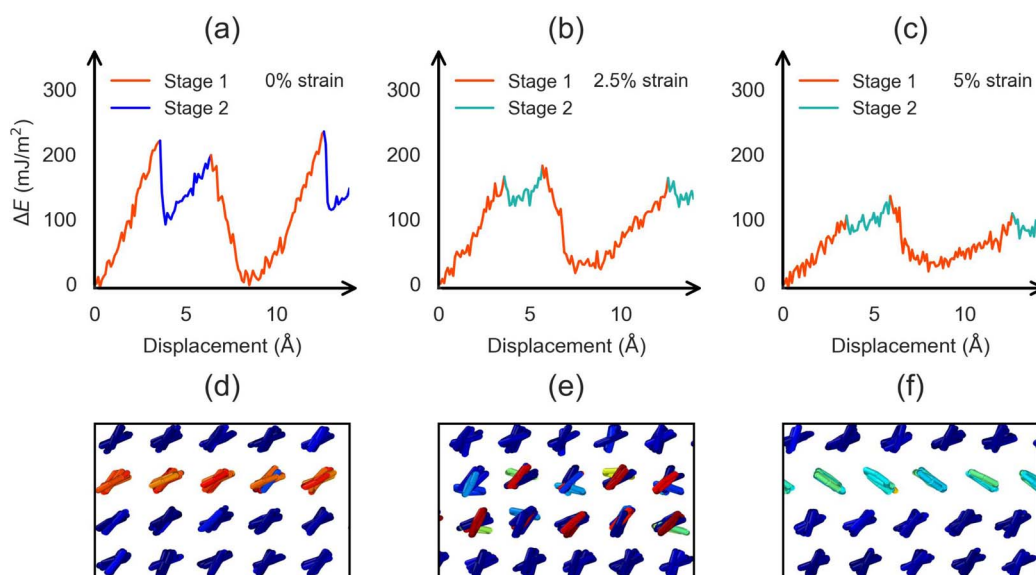 (a)
(b)
(c)
300
200
100
0
ΔE (mJ/m²)
Stage 1 0% strain
Stage 2
0 5 10
Displacement (Å)
300
200
100
0
Stage 1 2.5% strain
Stage 2
0 5 10
Displacement (Å)
300
200
100
0
Stage 1 5% strain
Stage 2
0 5 10
Displacement (Å)
(d)
(e)
(f)